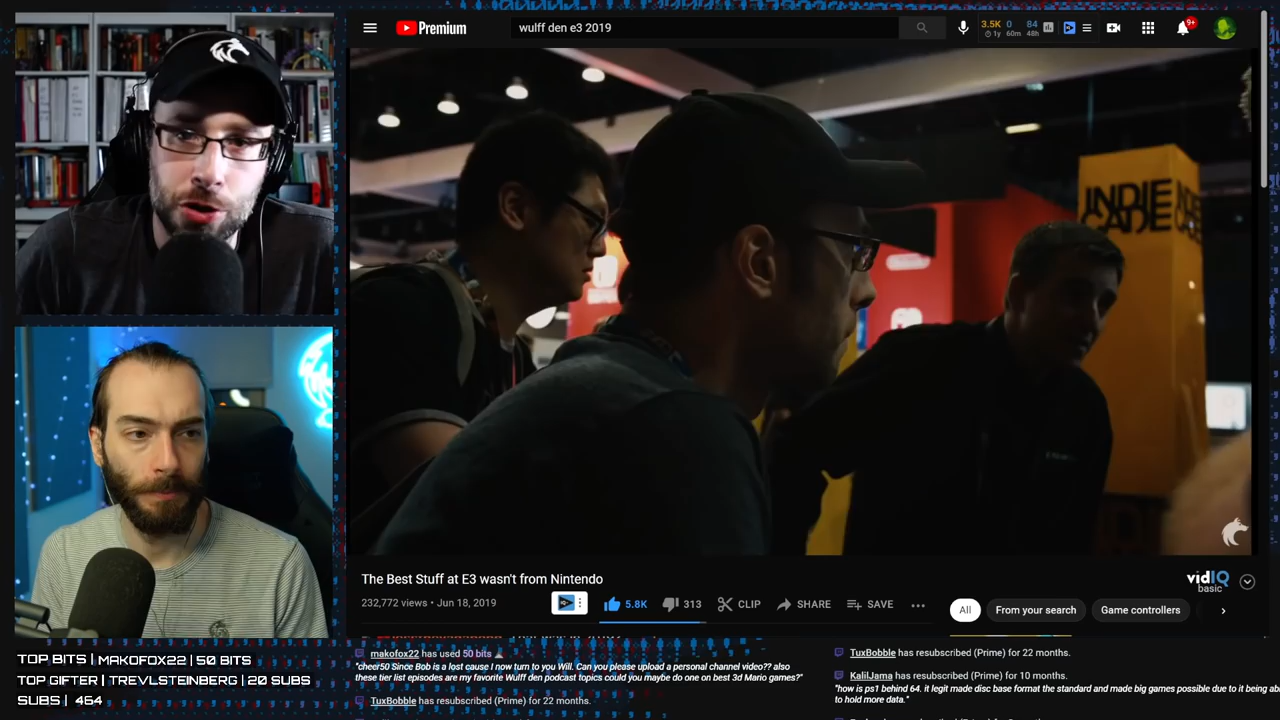 Premium
wulff den e3 2019
3.5K 0 84
1y 60m 48h
9+
INDIE
CADE
The Best Stuff at E3 wasn't from Nintendo
232,772 views • Jun 18, 2019
5.8K 313 CLIP SHARE SAVE
vidIQ
basic
All From your search Game controllers
makofox22 has used 50 bits
"cheer50 Since Bob is a lost cause I now turn to you Will. Can you please upload a personal channel video?? also
these tier list episodes are my favorite Wulff den podcast topics could you maybe do one on best 3d Mario games?"
TuxBobble has resubscribed (Prime) for 22 months.
TuxBobble has resubscribed (Prime) for 22 months.
KalilJama has resubscribed (Prime) for 10 months.
"how is ps1 behind 64. it legit made disc base format the standard and made big games possible due to it being ab
to hold more data."
TOP BITS | MAKOFOX22 | 50 BITS
TOP GIFTER | TREVLSTEINBERG | 20 SUBS
SUBS | 464